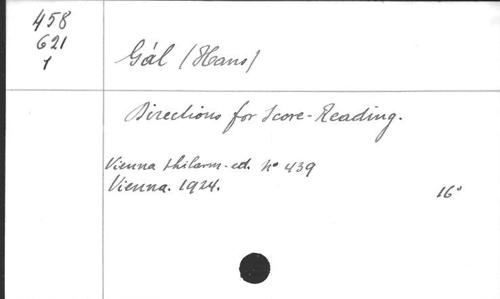 458
621
1
Gál (Hans)
Directions for Score-Reading.
Vienna Philarm-ed. No 439
Vienna. 1924.
16°